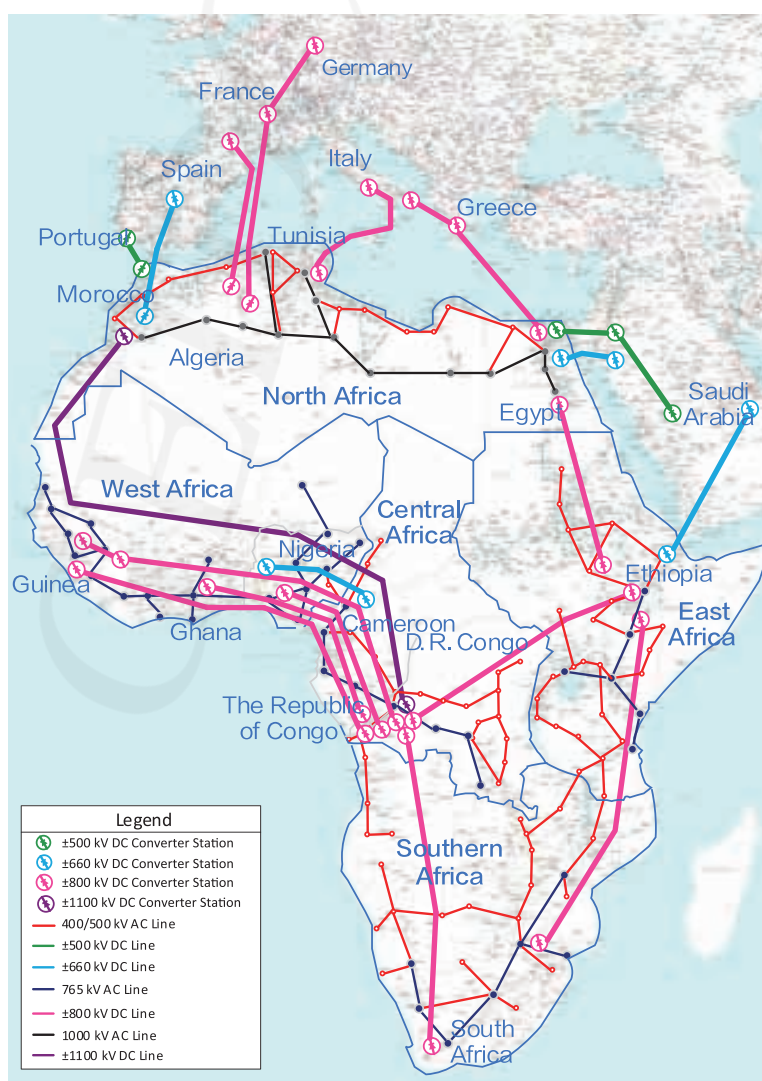 Germany
France
Italy
Spain
Greece
Portugal
Tunisia
Morocco
Algeria
North Africa
Egypt
Saudi
Arabia
West Africa
Central
Africa
Nigeria
Guinea
Ethiopia
Ghana
Cameroon
East
Africa
D. R. Congo
The Republic
of Congo
Southern
Africa
South
Africa
Legend
±500 kV DC Converter Station
±660 kV DC Converter Station
±800 kV DC Converter Station
±1100 kV DC Converter Station
400/500 kV AC Line
±500 kV DC Line
±660 kV DC Line
765 kV AC Line
±800 kV DC Line
1000 kV AC Line
±1100 kV DC Line